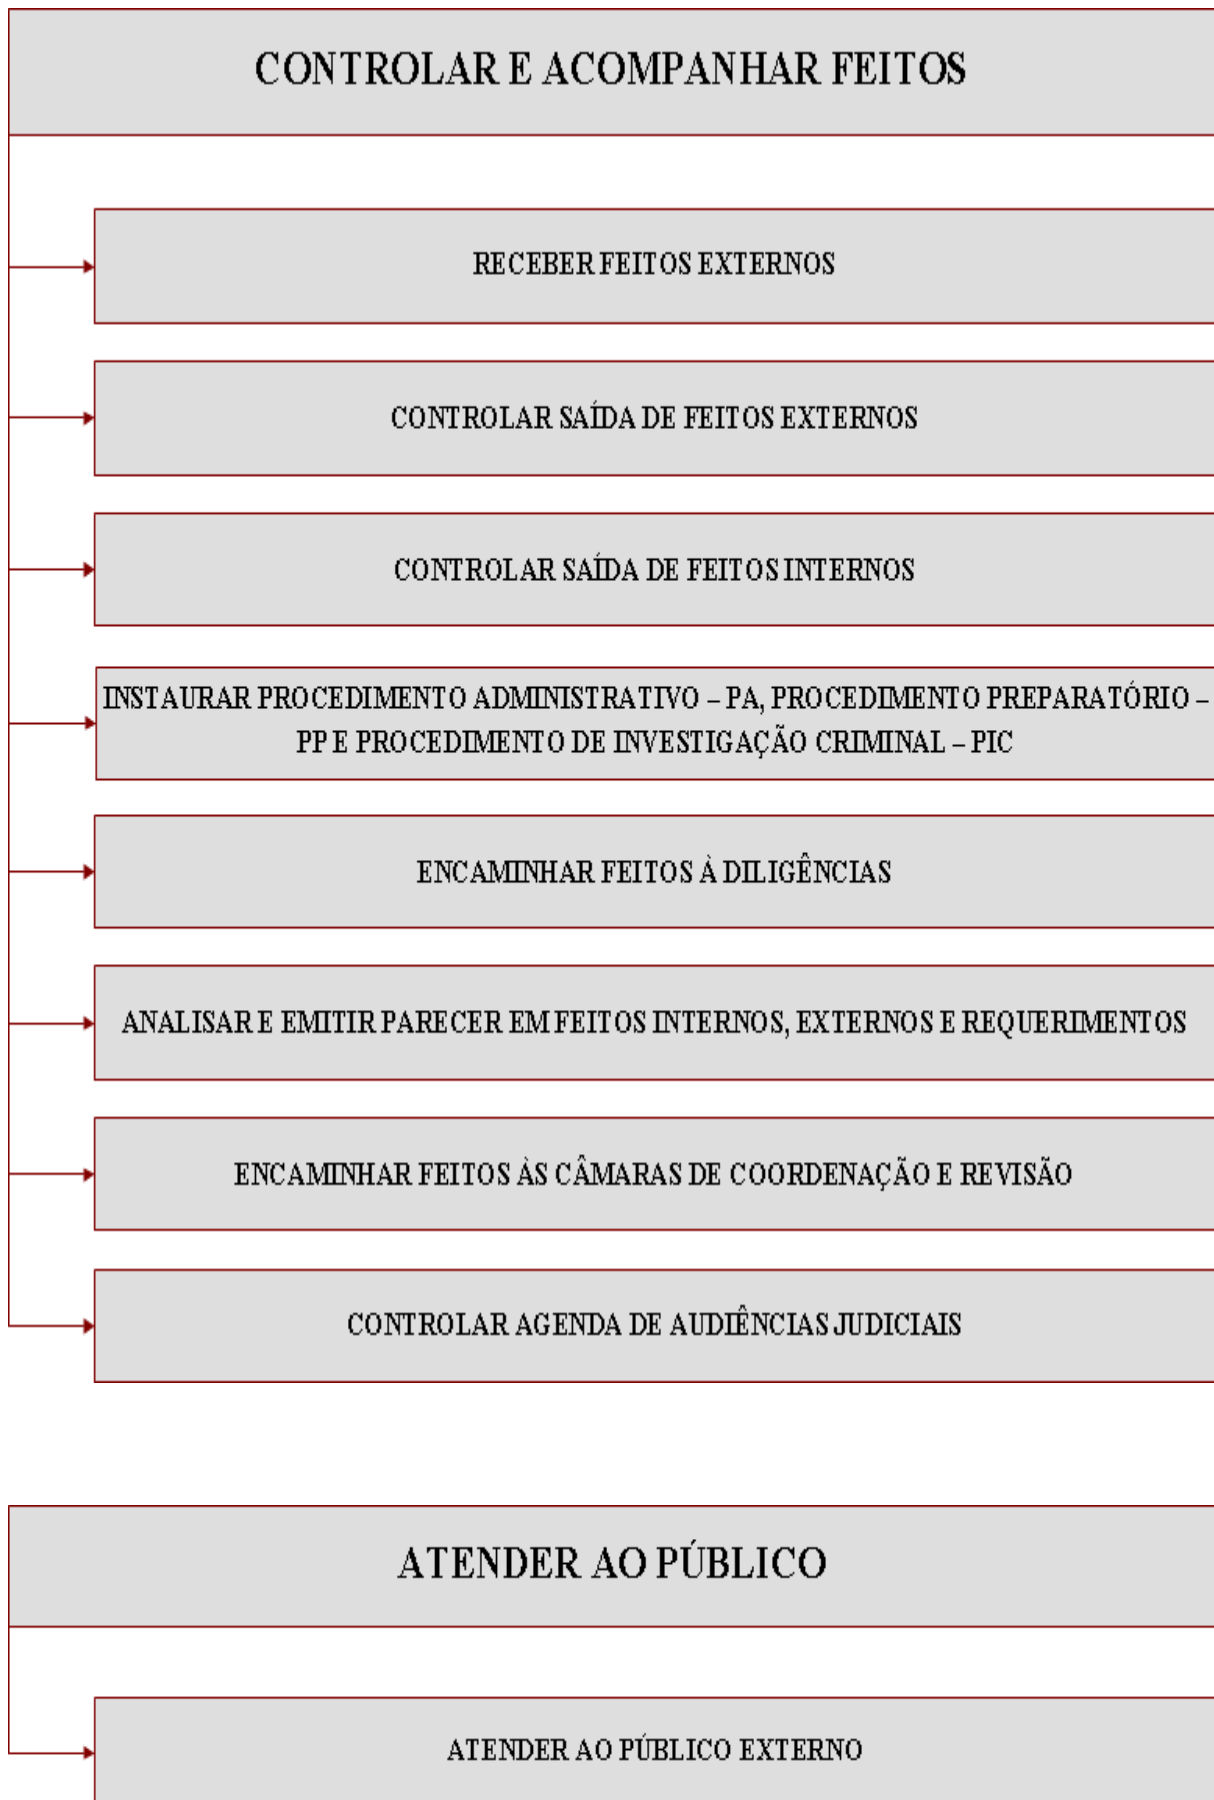 CONTROLAR E ACOMPANHAR FEITOS
RECEBER FEITOS EXTERNOS
CONTROLAR SAÍDA DE FEITOS EXTERNOS
CONTROLAR SAÍDA DE FEITOS INTERNOS
INSTAURAR PROCEDIMENTO ADMINISTRATIVO – PA, PROCEDIMENTO PREPARATÓRIO –
PP E PROCEDIMENTO DE INVESTIGAÇÃO CRIMINAL – PIC
ENCAMINHAR FEITOS À DILIGÊNCIAS
ANALISAR E EMITIR PARECER EM FEITOS INTERNOS, EXTERNOS E REQUERIMENTOS
ENCAMINHAR FEITOS ÀS CÂMARAS DE COORDENAÇÃO E REVISÃO
CONTROLAR AGENDA DE AUDIÊNCIAS JUDICIAIS
ATENDER AO PÚBLICO
ATENDER AO PÚBLICO EXTERNO